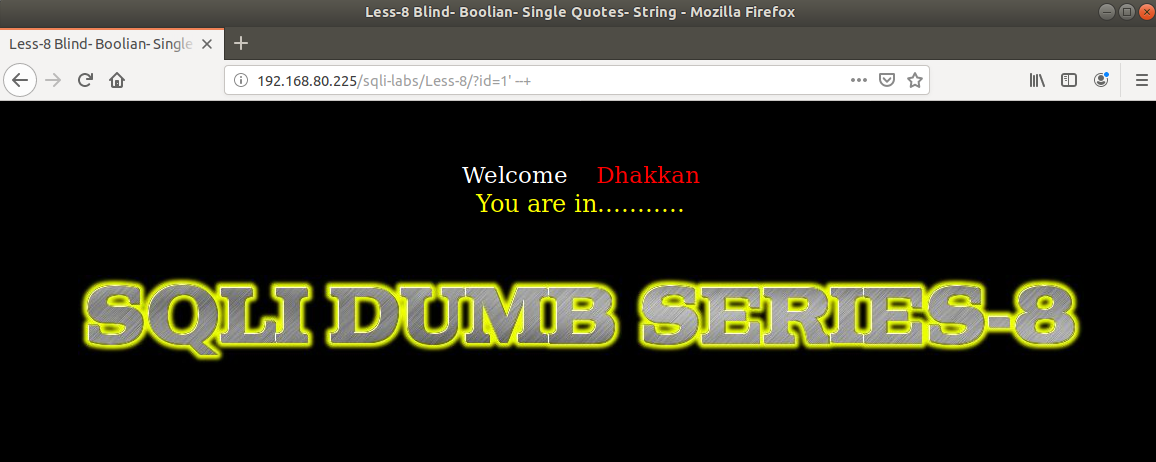 Less-8 Blind- Boolian- Single Quotes- String - Mozilla Firefox
Less-8 Blind- Boolian- Single
192.168.80.225/sqli-labs/Less-8/?id=1' --+
Welcome Dhakkan
You are in...........
SQLI DUMB SERIES-8